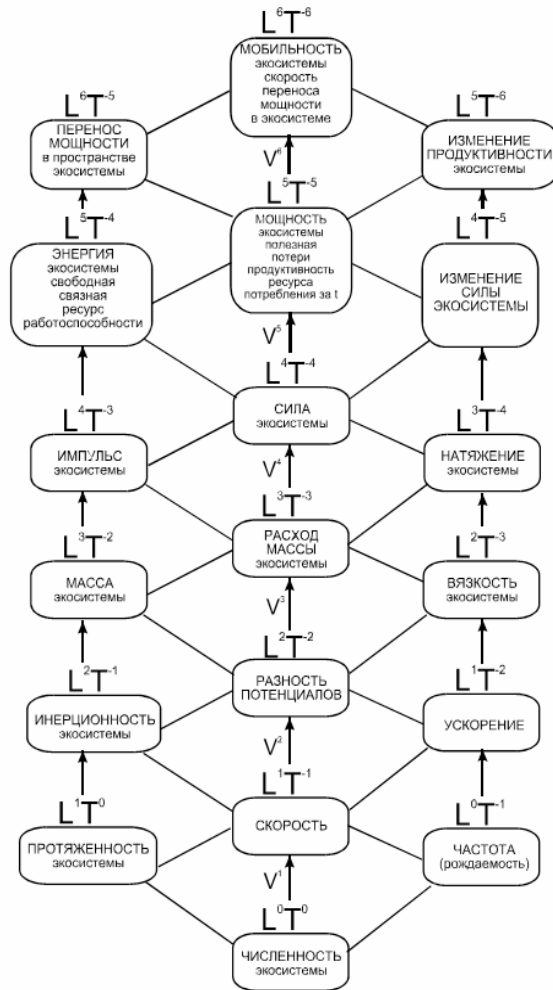 L⁶T⁻⁶
МОБИЛЬНОСТЬ
экосистемы
скорость
переноса
мощности
в экосистеме
L⁶T⁻⁵
ПЕРЕНОС
МОЩНОСТИ
в пространстве
экосистемы
L⁵T⁻⁶
ИЗМЕНЕНИЕ
ПРОДУКТИВНОСТИ
экосистемы
V⁶
L⁵T⁻⁵
МОЩНОСТЬ
экосистемы
полезная
потери
продуктивность
ресурса
потребления за t
L⁵T⁻⁴
ЭНЕРГИЯ
экосистемы
свободная
связная
ресурс
работоспособности
L⁴T⁻⁵
ИЗМЕНЕНИЕ
СИЛЫ
ЭКОСИСТЕМЫ
V⁵
L⁴T⁻⁴
СИЛА
экосистемы
L⁴T⁻³
ИМПУЛЬС
экосистемы
L³T⁻⁴
НАТЯЖЕНИЕ
экосистемы
V⁴
L³T⁻³
РАСХОД
МАССЫ
экосистемы
L³T⁻²
МАССА
экосистемы
L²T⁻³
ВЯЗКОСТЬ
экосистемы
V³
L²T⁻²
РАЗНОСТЬ
ПОТЕНЦИАЛОВ
L²T⁻¹
ИНЕРЦИОННОСТЬ
экосистемы
L¹T⁻²
УСКОРЕНИЕ
V²
L¹T⁻¹
СКОРОСТЬ
L¹T⁰
ПРОТЯЖЕННОСТЬ
экосистемы
L⁰T⁻¹
ЧАСТОТА
(рождаемость)
V¹
L⁰T⁰
ЧИСЛЕННОСТЬ
экосистемы